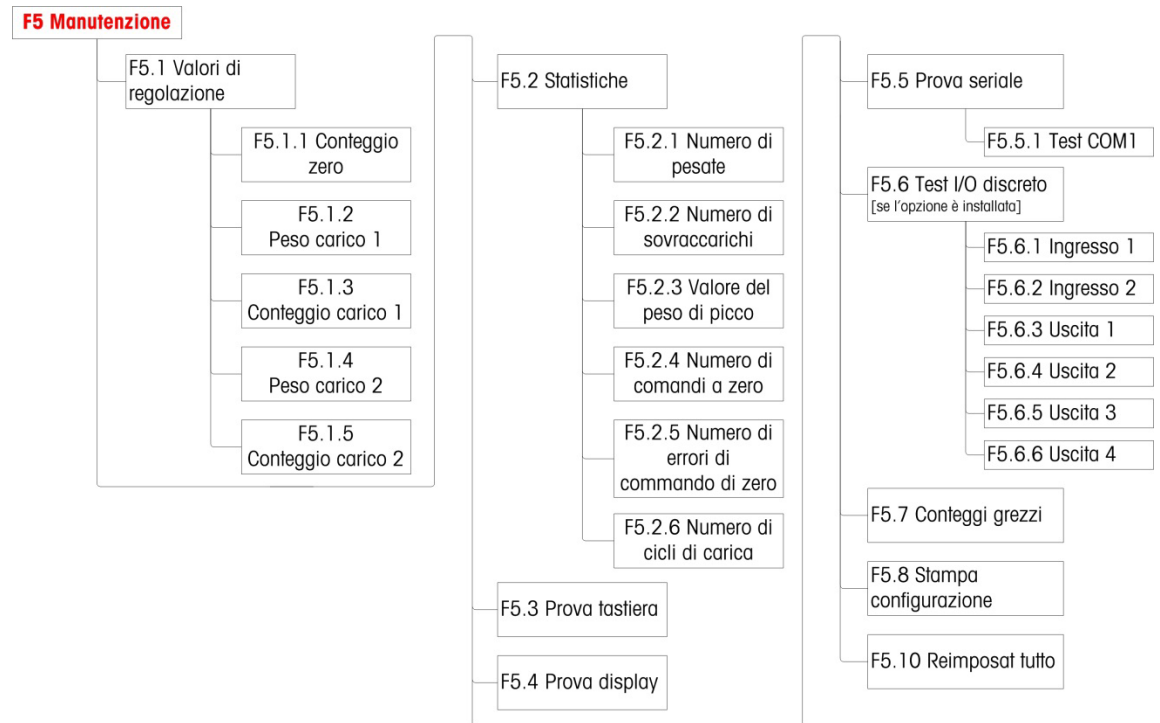 F5 Manutenzione
F5.1 Valori di
regolazione
F5.1.1 Conteggio
zero
F5.1.2
Peso carico 1
F5.1.3
Conteggio carico 1
F5.1.4
Peso carico 2
F5.1.5
Conteggio carico 2
F5.2 Statistiche
F5.2.1 Numero di
pesate
F5.2.2 Numero di
sovraccarichi
F5.2.3 Valore del
peso di picco
F5.2.4 Numero di
comandi a zero
F5.2.5 Numero di
errori di
commando di zero
F5.2.6 Numero di
cicli di carica
F5.3 Prova tastiera
F5.4 Prova display
F5.5 Prova seriale
F5.5.1 Test COM1
F5.6 Test I/O discreto
[se l'opzione è installata]
F5.6.1 Ingresso 1
F5.6.2 Ingresso 2
F5.6.3 Uscita 1
F5.6.4 Uscita 2
F5.6.5 Uscita 3
F5.6.6 Uscita 4
F5.7 Conteggi grezzi
F5.8 Stampa
configurazione
F5.10 Reimposat tutto